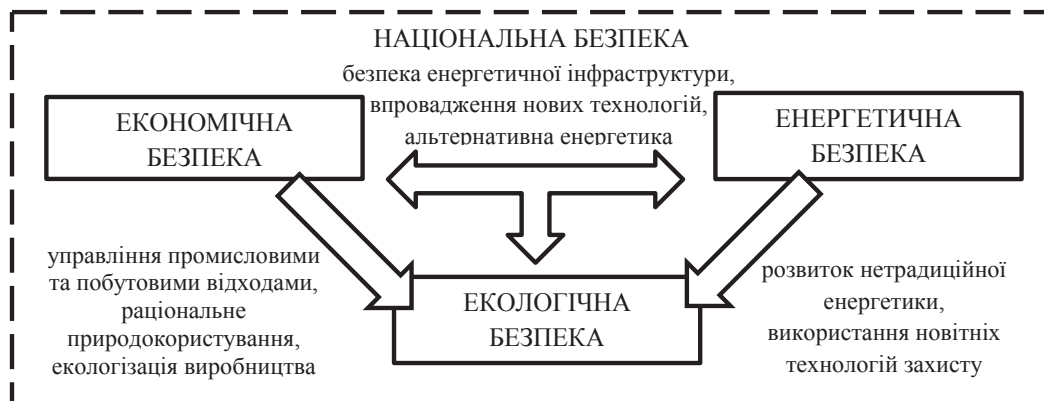 НАЦІОНАЛЬНА БЕЗПЕКА
безпека енергетичної інфраструктури,
впровадження нових технологій,
альтернативна енергетика
ЕКОНОМІЧНА
БЕЗПЕКА
ЕНЕРГЕТИЧНА
БЕЗПЕКА
управління промисловими
та побутовими відходами,
раціональне
природокористування,
екологізація виробництва
ЕКОЛОГІЧНА
БЕЗПЕКА
розвиток нетрадиційної
енергетики,
використання новітніх
технологій захисту